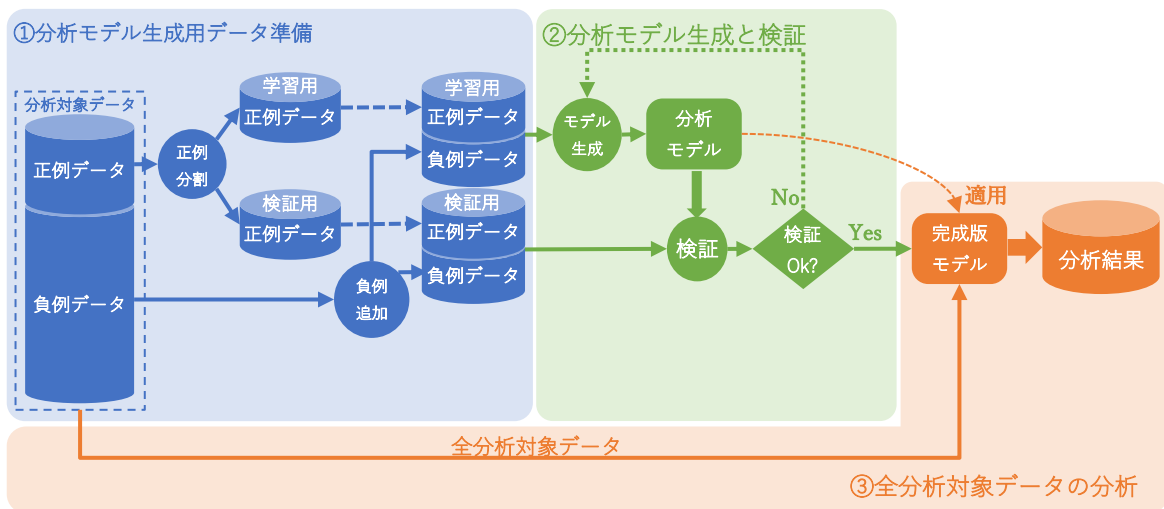 ①分析モデル生成用データ準備
分析対象データ
正例データ
負例データ
正例
分割
学習用
正例データ
検証用
正例データ
負例
追加
学習用
正例データ
負例データ
検証用
正例データ
負例データ
②分析モデル生成と検証
モデル
生成
分析
モデル
検証
検証
Ok?
No
Yes
適用
完成版
モデル
分析結果
全分析対象データ
③全分析対象データの分析